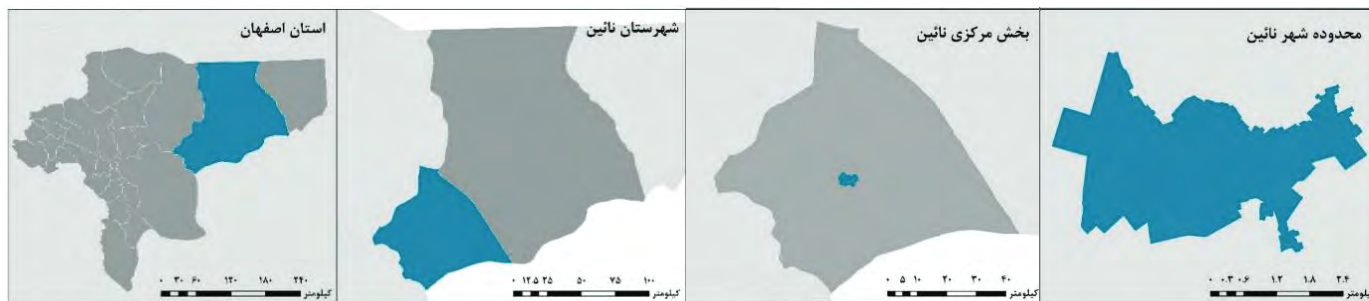 استان اصفهان
۰ ۳۰ ۶۰ ۱۲۰ ۱۸۰ ۲۴۰
کیلومتر
شهرستان نائین
۰ ۱۲.۵ ۲۵ ۵۰ ۷۵ ۱۰۰
کیلومتر
بخش مرکزی نائین
۰ ۵ ۱۰ ۲۰ ۳۰ ۴۰
کیلومتر
محدوده شهر نائین
۰ ۰.۳ ۰.۶ ۱.۲ ۱.۸ ۲.۴
کیلومتر